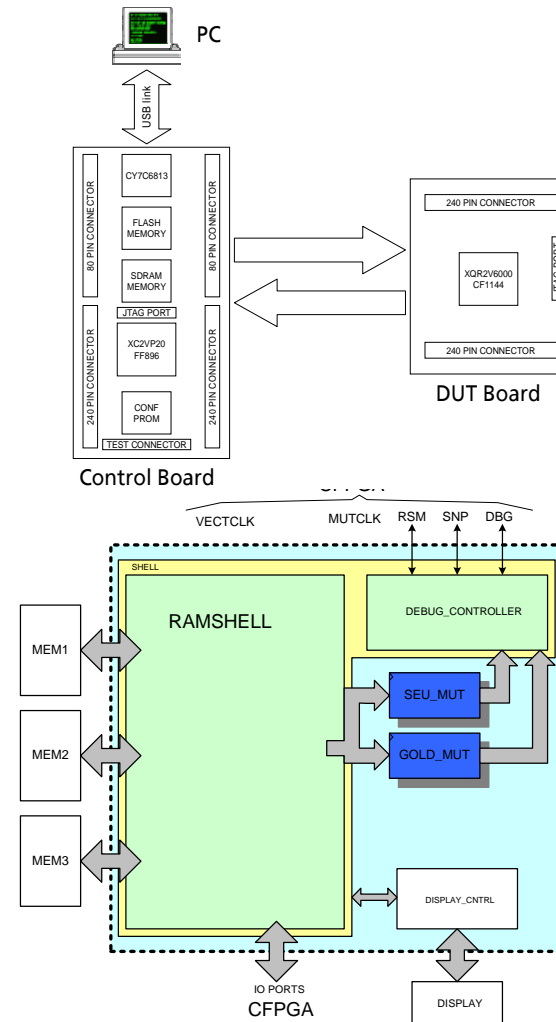 PC
USB link
80 PIN CONNECTOR
CY7C6813
80 PIN CONNECTOR
FLASH
MEMORY
SDRAM
MEMORY
JTAG PORT
240 PIN CONNECTOR
XC2VP20
FF896
240 PIN CONNECTOR
CONF
PROM
TEST CONNECTOR
Control Board
240 PIN CONNECTOR
XQR2V6000
CF1144
JTAG PORT
240 PIN CONNECTOR
DUT Board
VECTCLK
MUTCLK
RSM
SNP
DBG
SHELL
RAMSHELL
DEBUG_CONTROLLER
MEM1
SEU_MUT
MEM2
GOLD_MUT
MEM3
DISPLAY_CNTRL
IO PORTS
CFPGA
DISPLAY